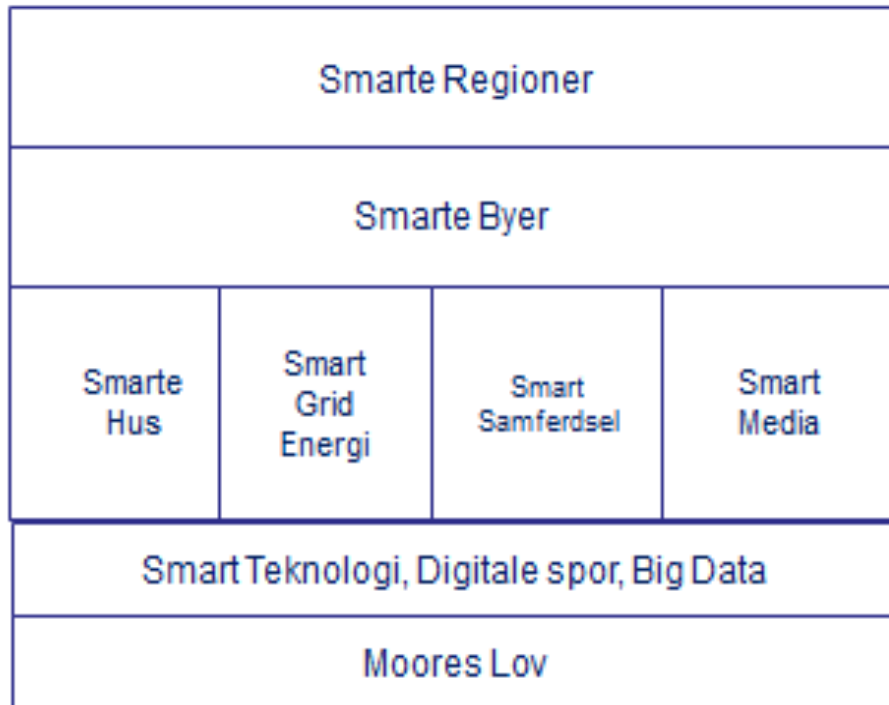 Smarte Regioner
Smarte Byer
Smarte
Hus
Smart
Grid
Energi
Smart
Samferdsel
Smart
Media
Smart Teknologi, Digitale spor, Big Data
Moores Lov